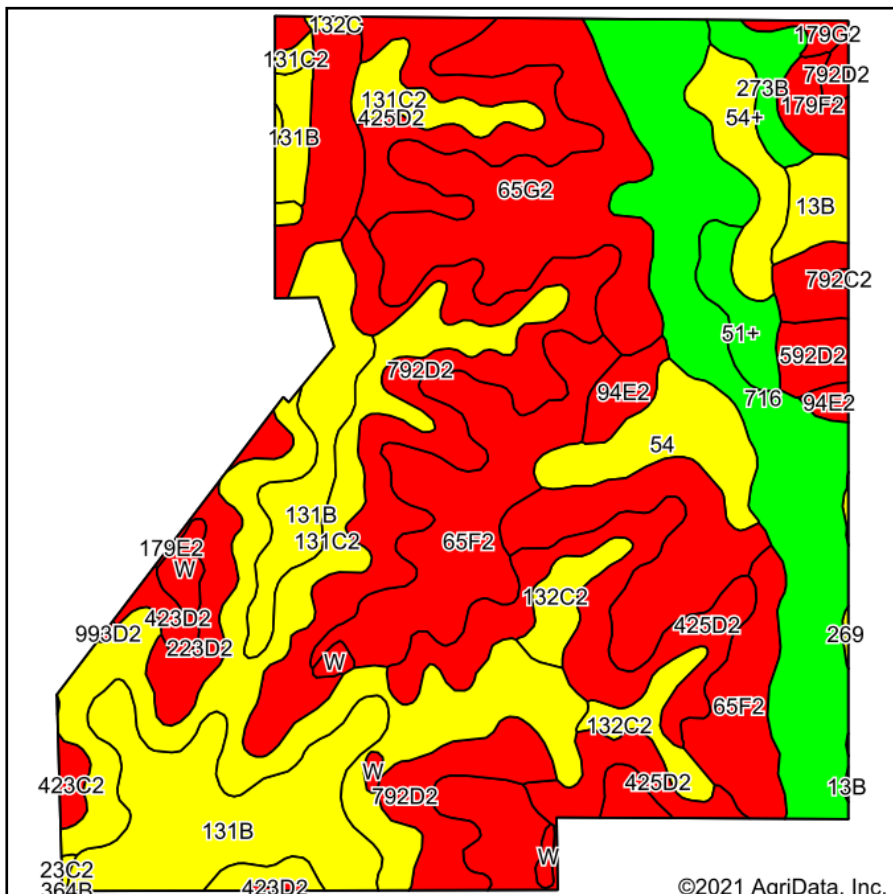 132C
179G2
131C2
792D2
273B
131C2
179F2
425D2
54+
131B
65G2
13B
792C2
51+
592D2
792D2
94E2
716
94E2
54
131B
131C2
65F2
179E2
W
132C2
423D2
425D2
993D2
269
223D2
W
65F2
132C2
W
423C2
425D2
13B
792D2
131B
W
23C2
364B
423D2
©2021 AgriData, Inc.